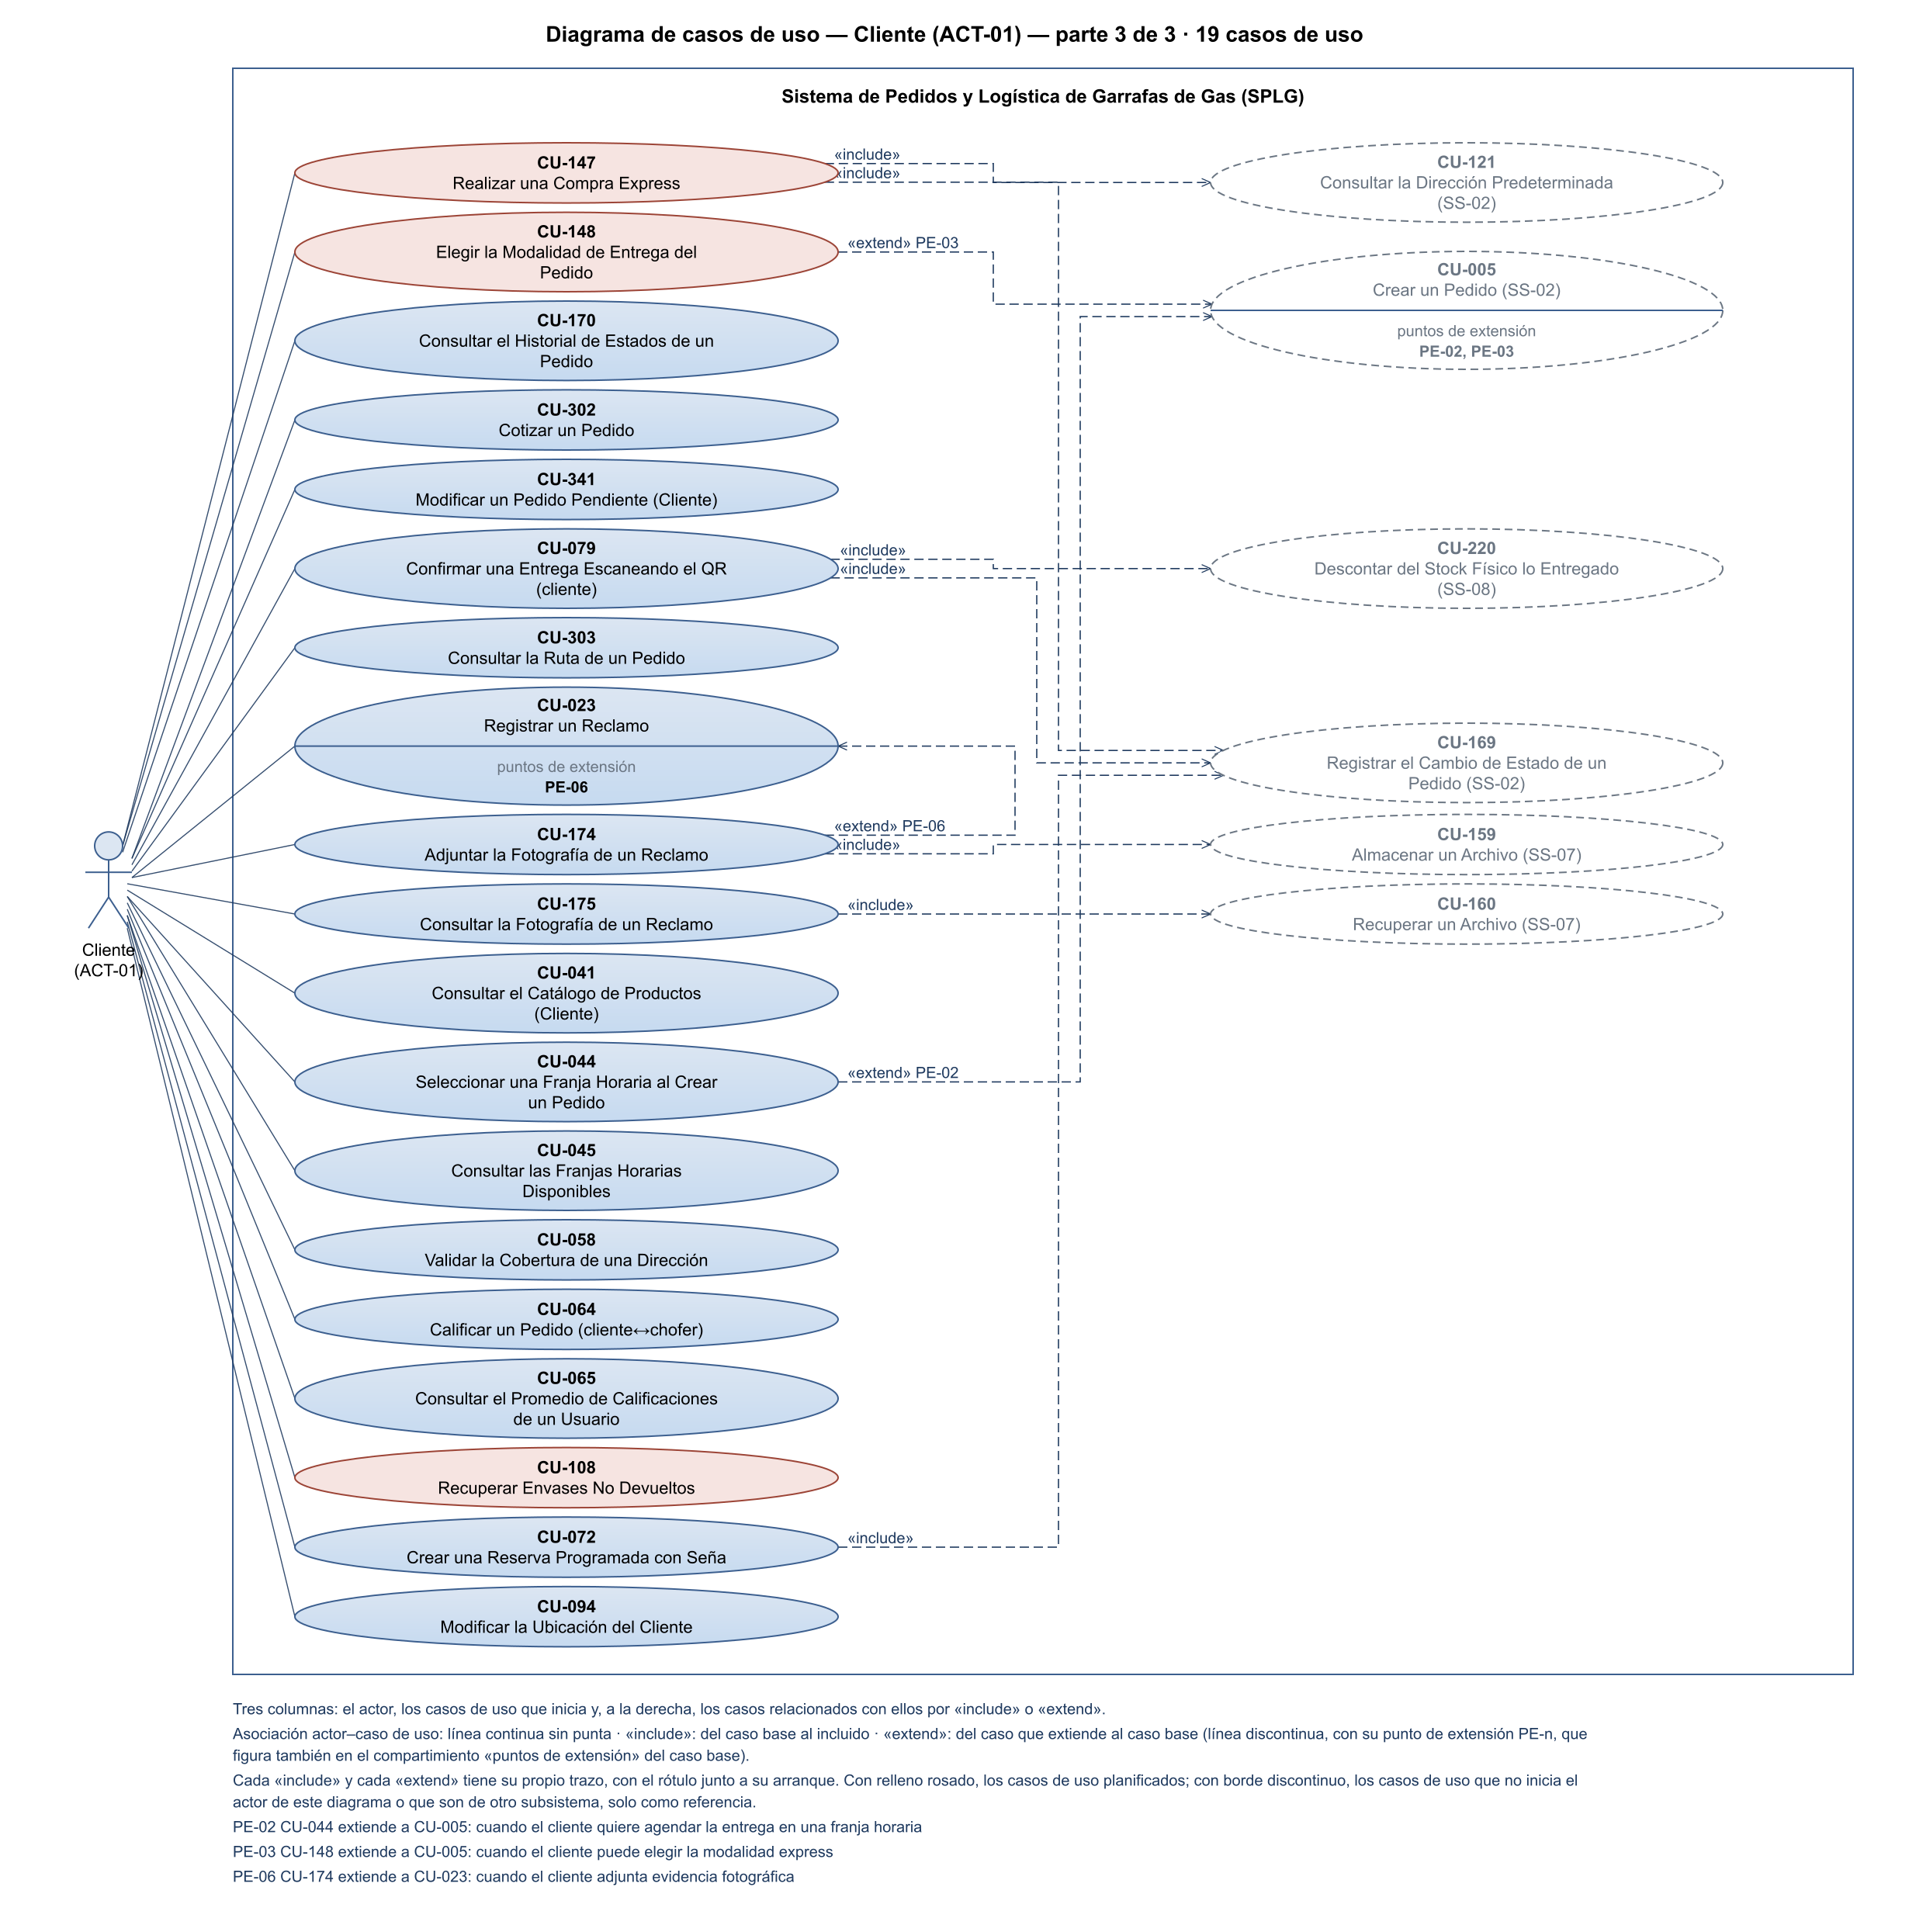 Diagrama de casos de uso — Cliente (ACT-01) — parte 3 de 3 · 19 casos de uso
Sistema de Pedidos y Logística de Garrafas de Gas (SPLG)
CU-147
Realizar una Compra Express
«include»
«include»
CU-121
Consultar la Dirección Predeterminada
(SS-02)
CU-148
Elegir la Modalidad de Entrega del
Pedido
«extend» PE-03
CU-005
Crear un Pedido (SS-02)
puntos de extensión
PE-02, PE-03
CU-170
Consultar el Historial de Estados de un
Pedido
CU-302
Cotizar un Pedido
CU-341
Modificar un Pedido Pendiente (Cliente)
CU-079
Confirmar una Entrega Escaneando el QR
(cliente)
«include»
«include»
CU-220
Descontar del Stock Físico lo Entregado
(SS-08)
CU-303
Consultar la Ruta de un Pedido
CU-023
Registrar un Reclamo
puntos de extensión
PE-06
CU-169
Registrar el Cambio de Estado de un
Pedido (SS-02)
CU-174
Adjuntar la Fotografía de un Reclamo
«extend» PE-06
«include»
CU-159
Almacenar un Archivo (SS-07)
CU-175
Consultar la Fotografía de un Reclamo
«include»
CU-160
Recuperar un Archivo (SS-07)
Cliente
(ACT-01)
CU-041
Consultar el Catálogo de Productos
(Cliente)
CU-044
Seleccionar una Franja Horaria al Crear
un Pedido
«extend» PE-02
CU-045
Consultar las Franjas Horarias
Disponibles
CU-058
Validar la Cobertura de una Dirección
CU-064
Calificar un Pedido (cliente↔chofer)
CU-065
Consultar el Promedio de Calificaciones
de un Usuario
CU-108
Recuperar Envases No Devueltos
CU-072
Crear una Reserva Programada con Seña
«include»
CU-094
Modificar la Ubicación del Cliente
Tres columnas: el actor, los casos de uso que inicia y, a la derecha, los casos relacionados con ellos por «include» o «extend».
Asociación actor–caso de uso: línea continua sin punta · «include»: del caso base al incluido · «extend»: del caso que extiende al caso base (línea discontinua, con su punto de extensión PE-n, que
figura también en el compartimiento «puntos de extensión» del caso base).
Cada «include» y cada «extend» tiene su propio trazo, con el rótulo junto a su arranque. Con relleno rosado, los casos de uso planificados; con borde discontinuo, los casos de uso que no inicia el
actor de este diagrama o que son de otro subsistema, solo como referencia.
PE-02 CU-044 extiende a CU-005: cuando el cliente quiere agendar la entrega en una franja horaria
PE-03 CU-148 extiende a CU-005: cuando el cliente puede elegir la modalidad express
PE-06 CU-174 extiende a CU-023: cuando el cliente adjunta evidencia fotográfica